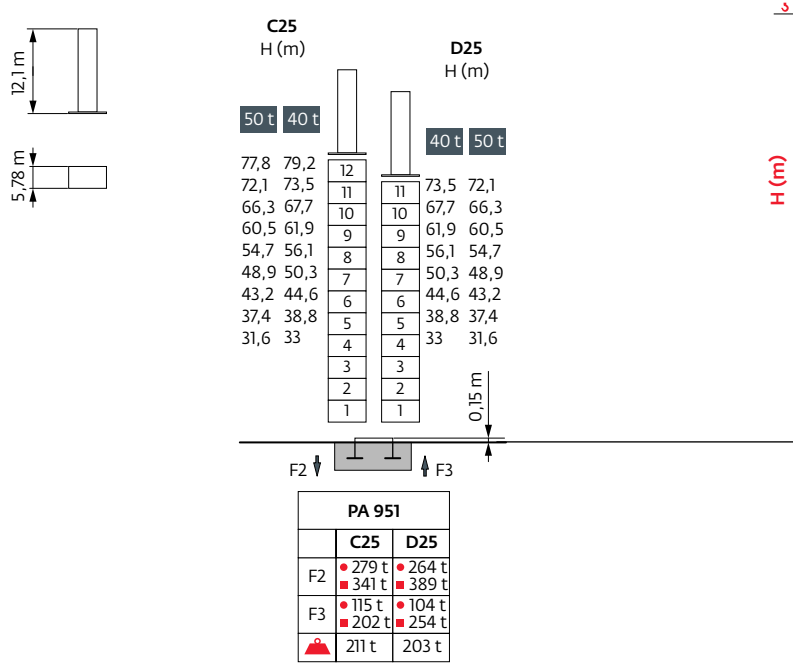 C25
H (m)
D25
H (m)
12,1 m
5,78 m
50 t 40 t
40 t 50 t
77,8 79,2 12
72,1 73,5 11 11 73,5 72,1
66,3 67,7 10 10 67,7 66,3
60,5 61,9 9 9 61,9 60,5
54,7 56,1 8 8 56,1 54,7
48,9 50,3 7 7 50,3 48,9
43,2 44,6 6 6 44,6 43,2
37,4 38,8 5 5 38,8 37,4
31,6 33 4 4 33 31,6
3 3
2 2
1 1
0,15 m
H (m)
F2 F3
PA 951
C25 D25
F2 279 t 264 t
341 t 389 t
F3 115 t 104 t
202 t 254 t
211 t 203 t